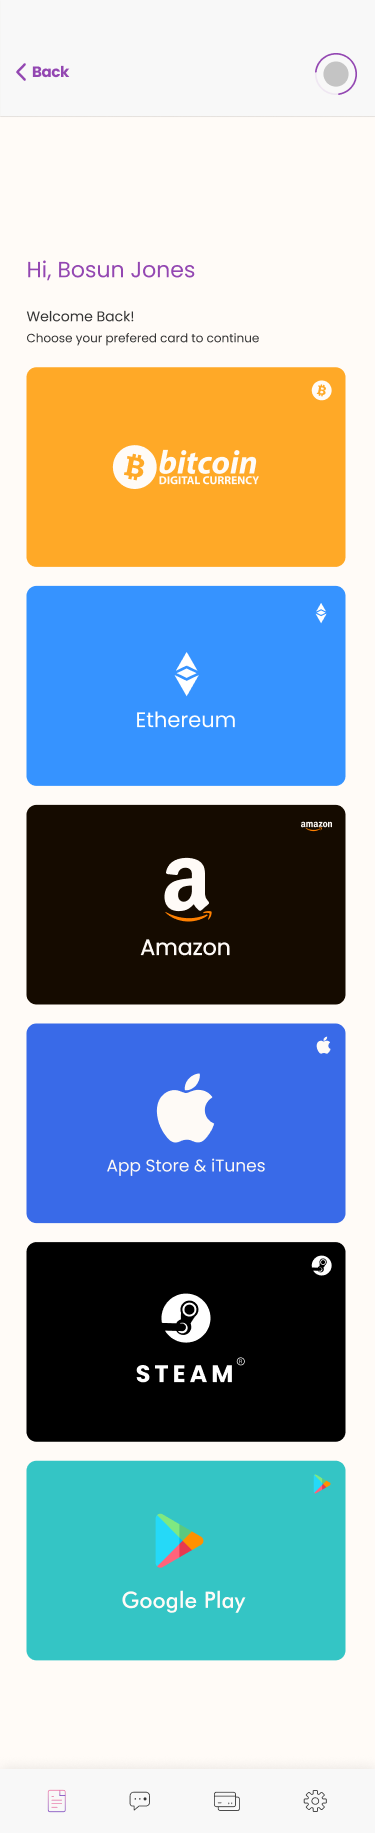 Back
Hi, Bosun Jones
Welcome Back!
Choose your prefered card to continue
bitcoin
DIGITAL CURRENCY
Ethereum
amazon
Amazon
App Store & iTunes
STEAM®
Google Play